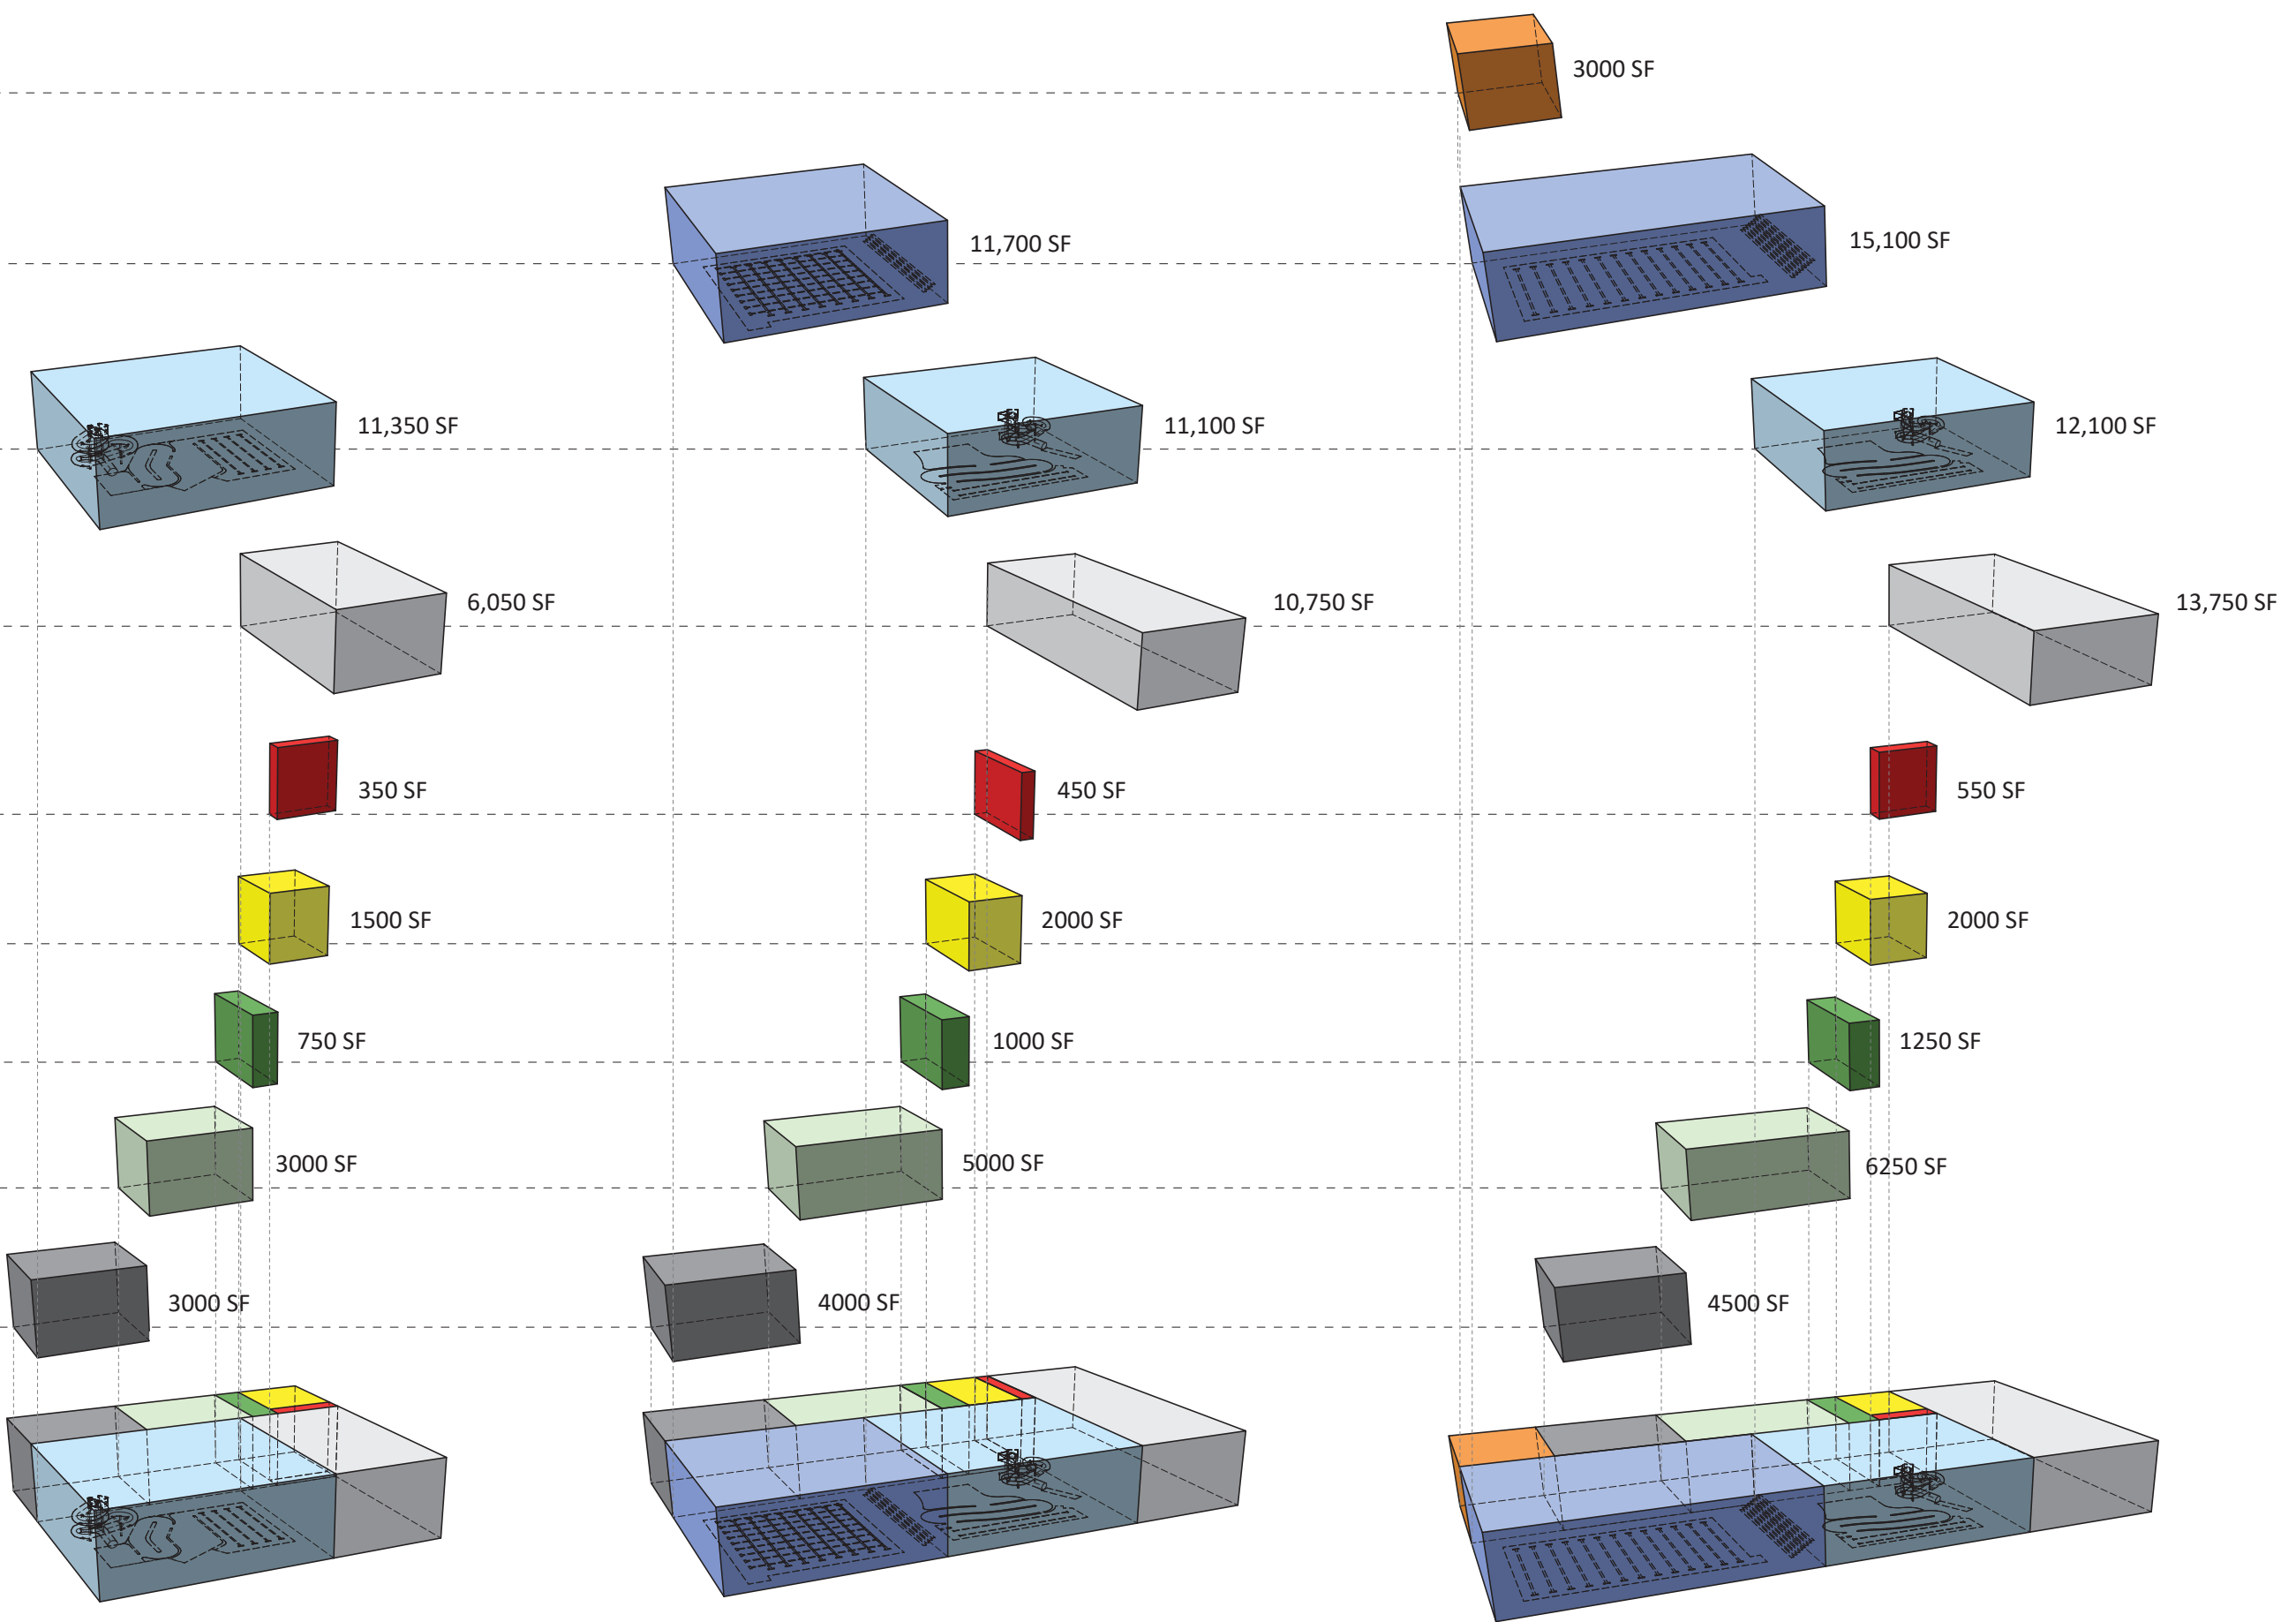 3000 SF
11,700 SF
15,100 SF
11,350 SF
11,100 SF
12,100 SF
6,050 SF
10,750 SF
13,750 SF
350 SF
450 SF
550 SF
1500 SF
2000 SF
2000 SF
750 SF
1000 SF
1250 SF
3000 SF
5000 SF
6250 SF
3000 SF
4000 SF
4500 SF